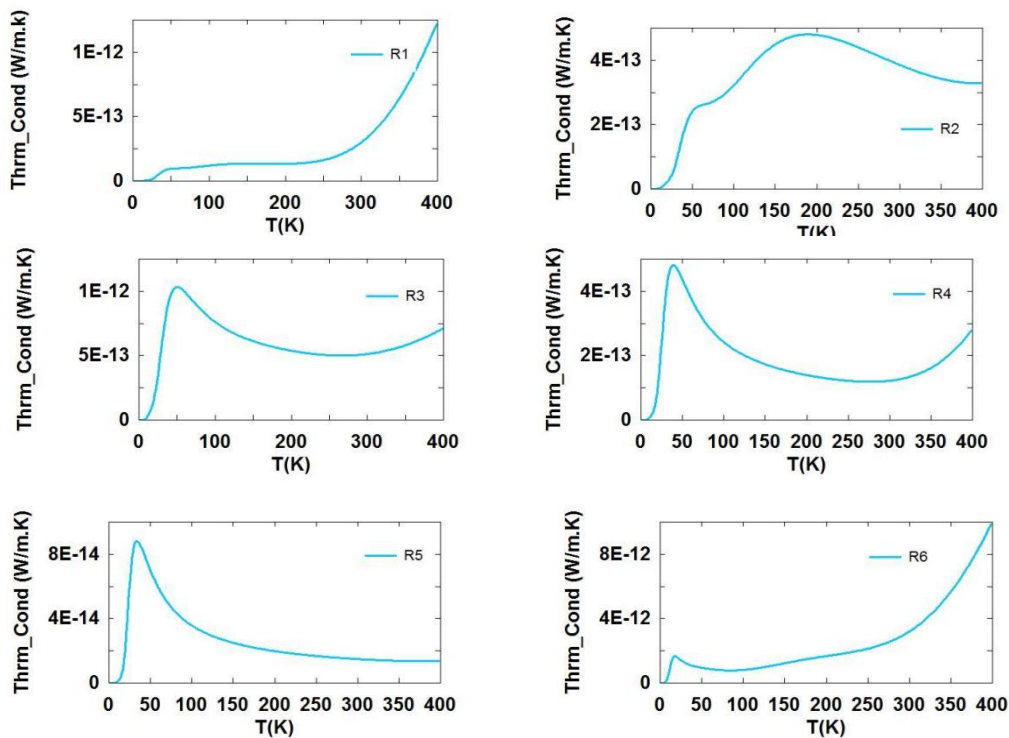 Thrm_Cond (W/m.k)
1E-12
5E-13
0
R1
0 100 200 300 400
T(K)
Thrm_Cond (W/m.K)
4E-13
2E-13
0
R2
0 50 100 150 200 250 300 350 400
T(K)
Thrm_Cond (W/m.K)
1E-12
5E-13
0
R3
0 100 200 300 400
T(K)
Thrm_Cond (W/m.K)
4E-13
2E-13
0
R4
0 50 100 150 200 250 300 350 400
T(K)
Thrm_Cond (W/m.K)
8E-14
4E-14
0
R5
0 50 100 150 200 250 300 350 400
T(K)
Thrm_Cond (W/m.K)
8E-12
4E-12
0
R6
0 50 100 150 200 250 300 350 400
T(K)